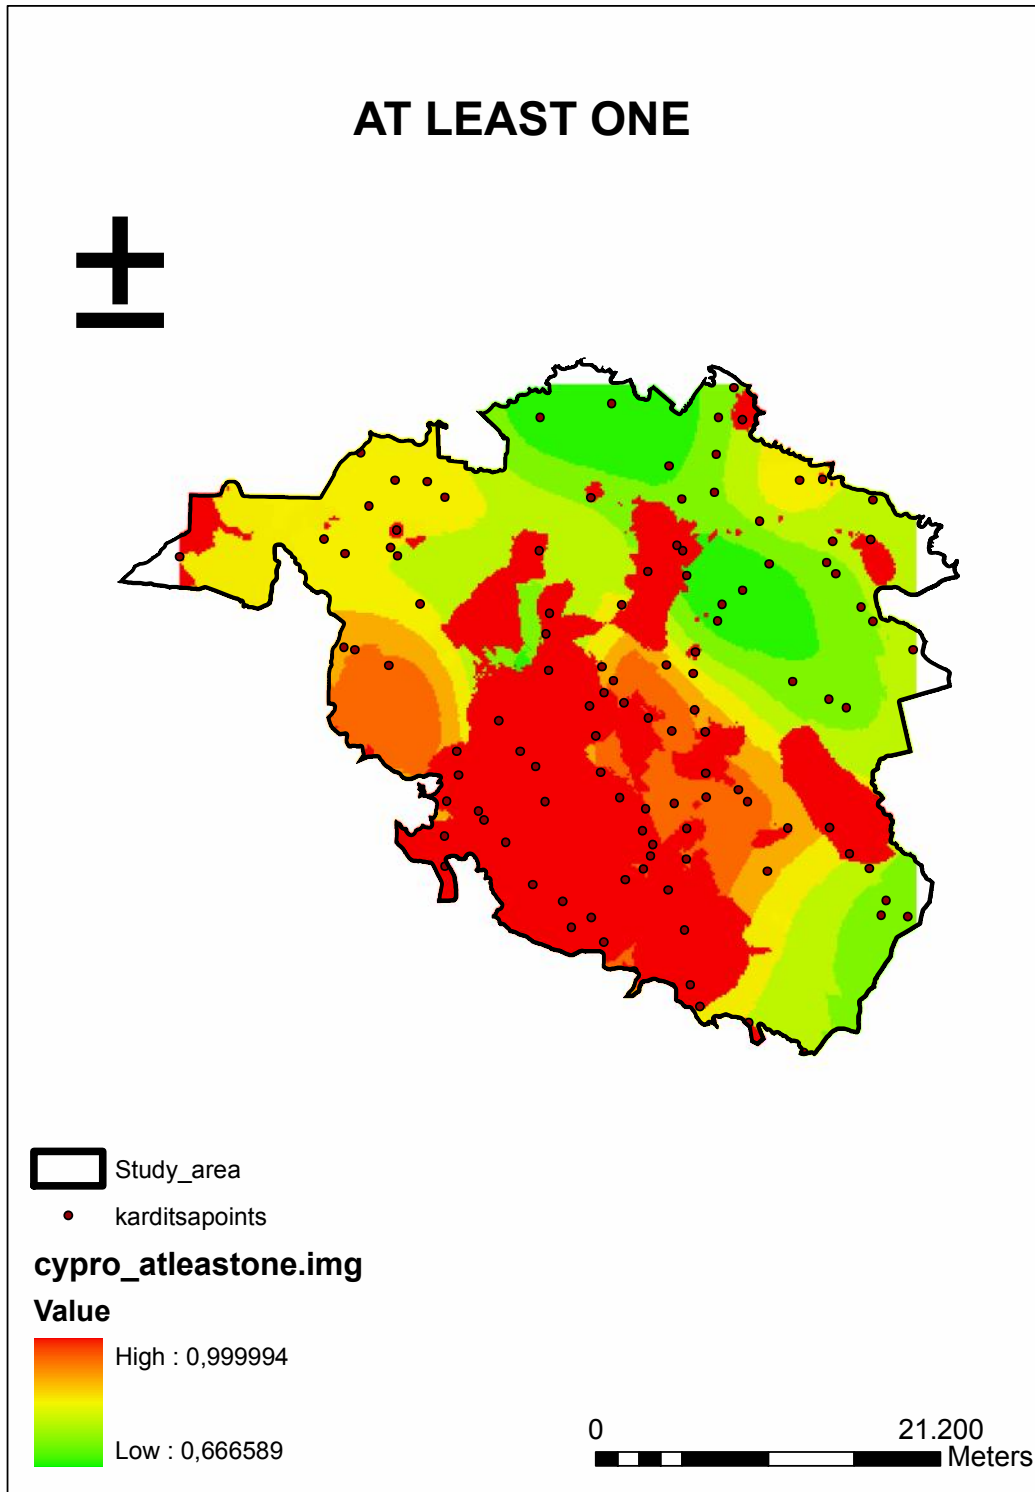 AT LEAST ONE
±
Study_area
karditsapoints
cypro_atleastone.img
Value
High : 0,999994
Low : 0,666589
0 21.200
Meters